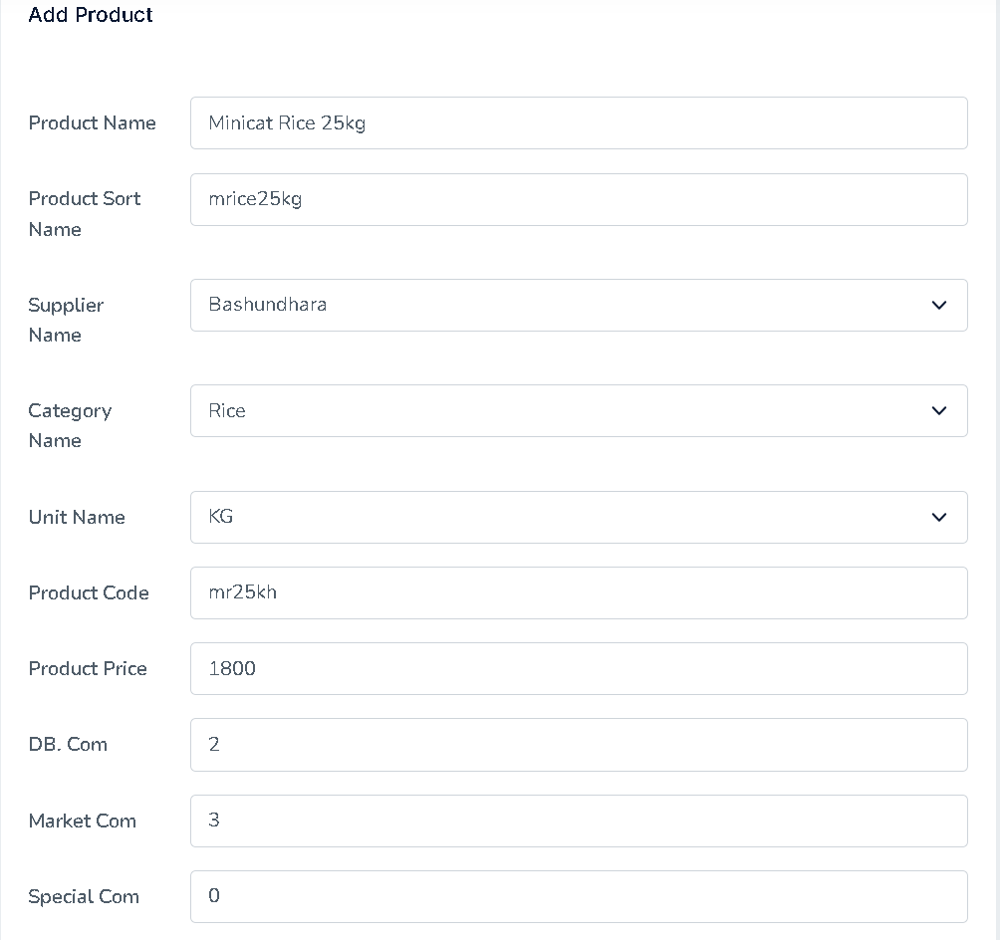 Add Product
Product Name
Minicat Rice 25kg
Product Sort
Name
mrice25kg
Supplier
Name
Bashundhara
Category
Name
Rice
Unit Name
KG
Product Code
mr25kh
Product Price
1800
DB. Com
2
Market Com
3
Special Com
0